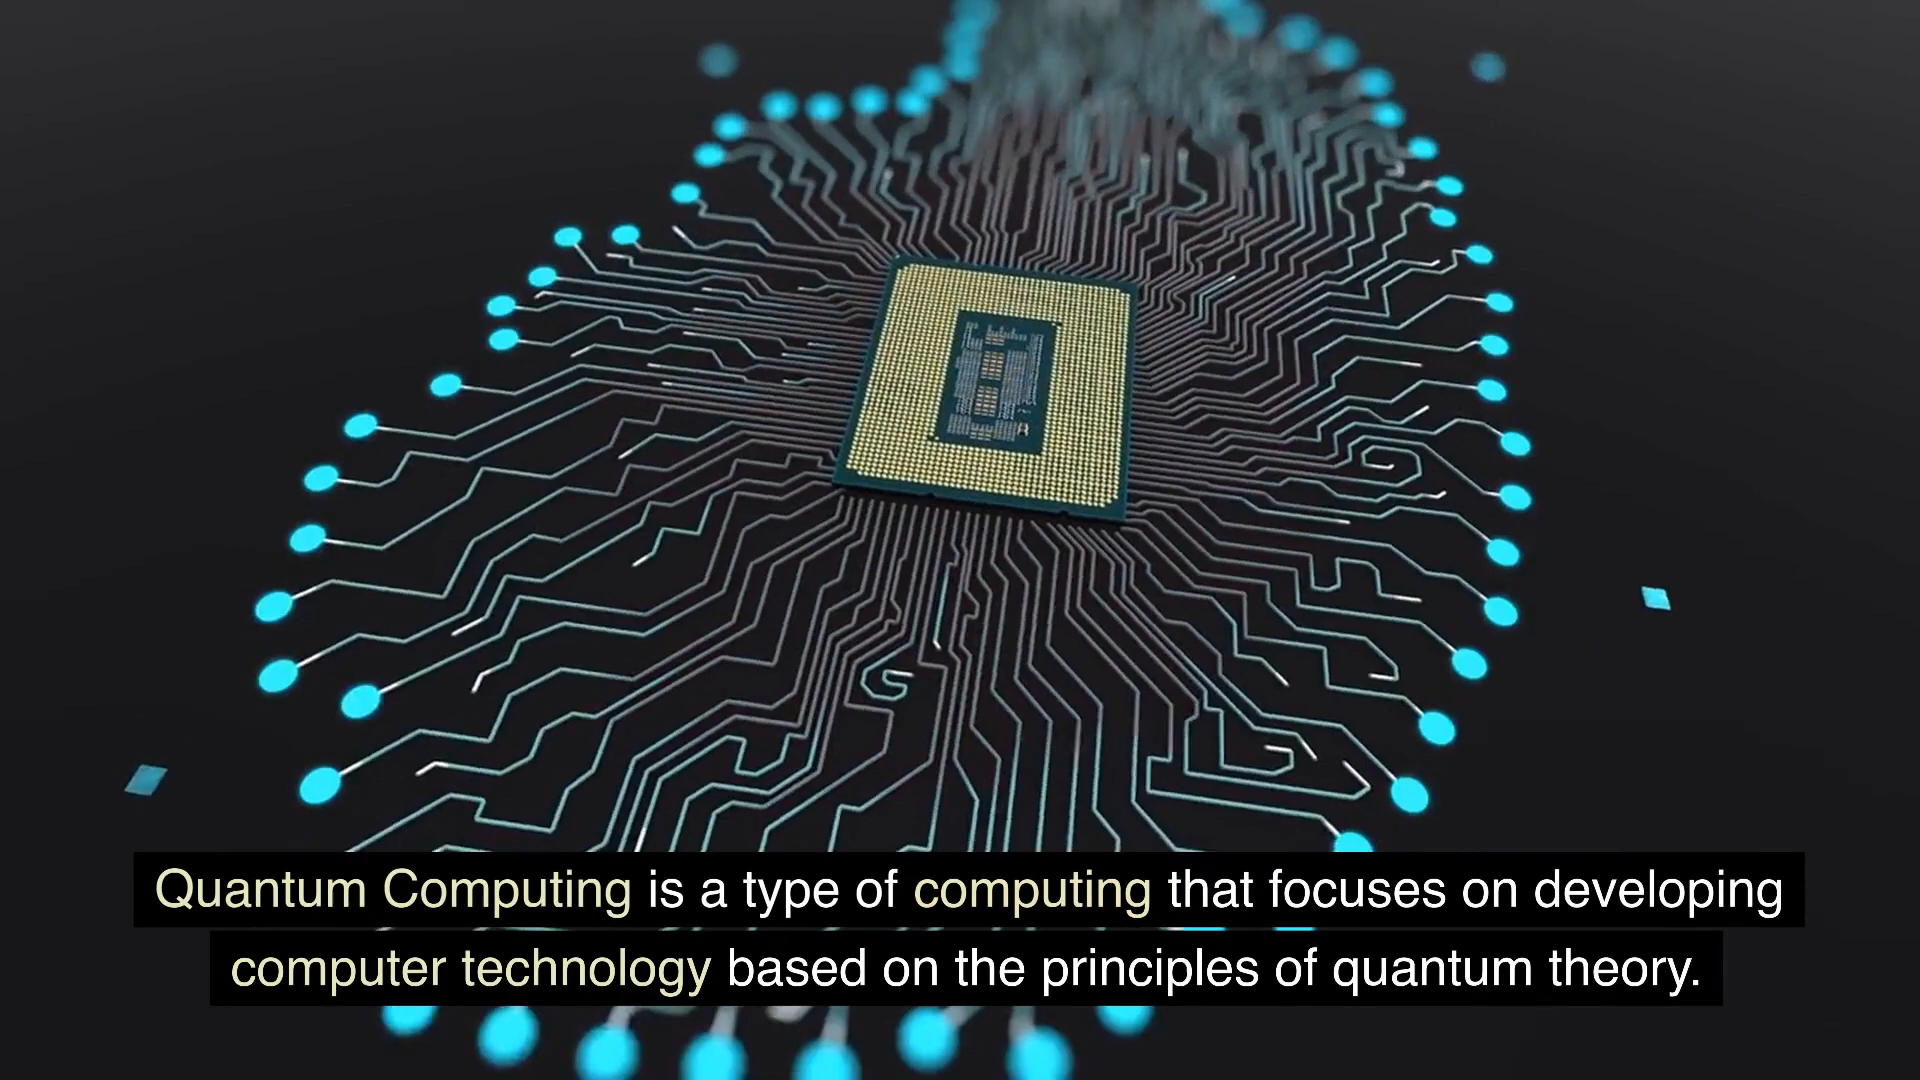 Quantum Computing is a type of computing that focuses on developing
computer technology based on the principles of quantum theory.